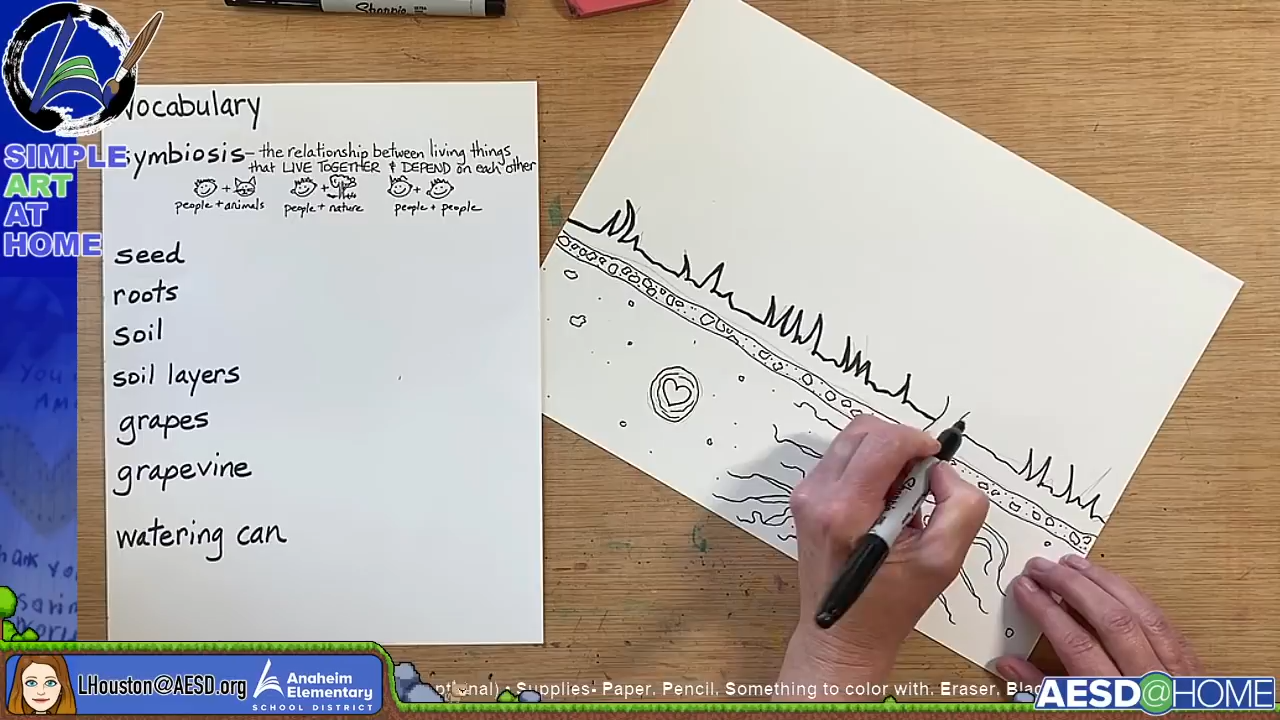 Sharpie
Vocabulary
SIMPLE
ART
AT
HOME
Symbiosis - the relationship between living things
that LIVE TOGETHER & DEPEND on each other
people + animals people + nature people + people
seed
roots
soil
soil layers
grapes
grapevine
watering can
LHouston@AESD.org
Anaheim
Elementary
SCHOOL DISTRICT
- Supplies- Paper, Pencil, Something to color with, Eraser,
AESD@HOME